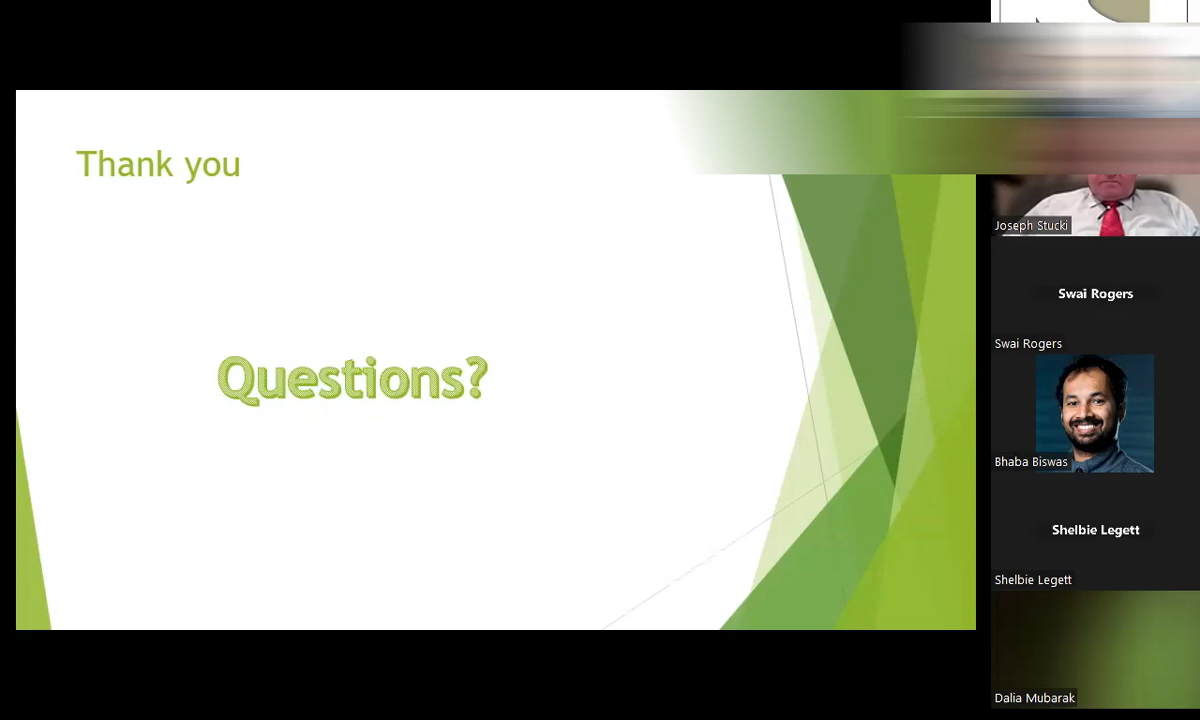 Thank you
Questions?
Joseph Stucki
Swai Rogers
Swai Rogers
Bhaba Biswas
Shelbie Legett
Shelbie Legett
Dalia Mubarak